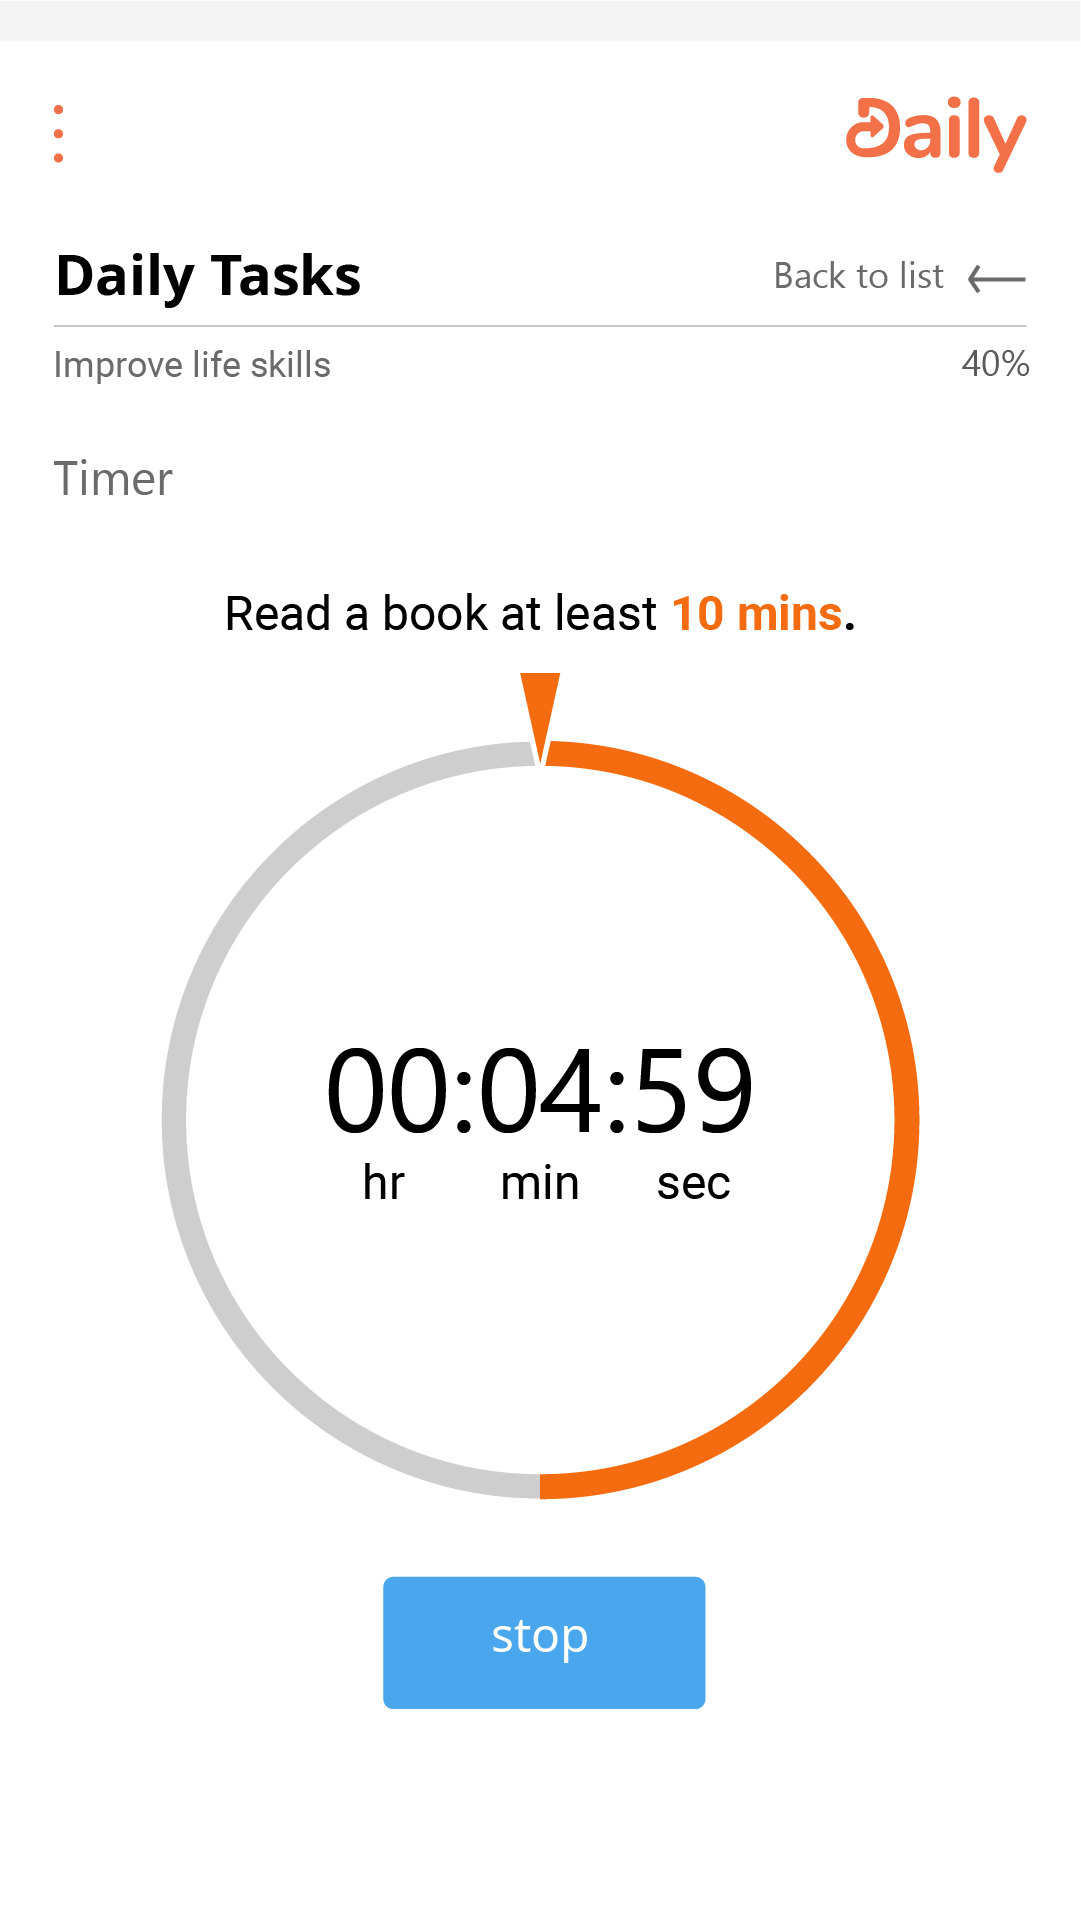 Daily
Daily Tasks
Back to list
Improve life skills
40%
Timer
Read a book at least 10 mins.
00:04:59
hr min sec
stop